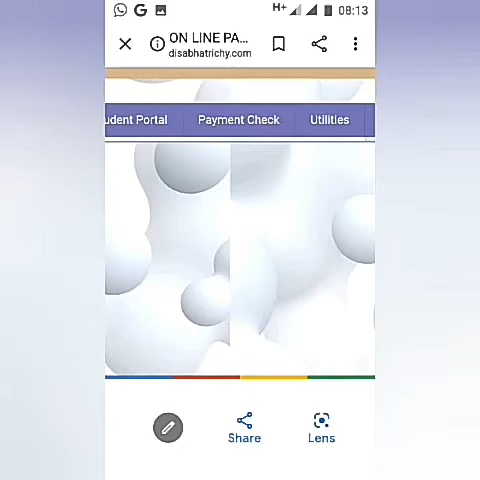 H+ 08:13
ON LINE PA...
disabhatrichy.com
udent Portal Payment Check Utilities
Share Lens